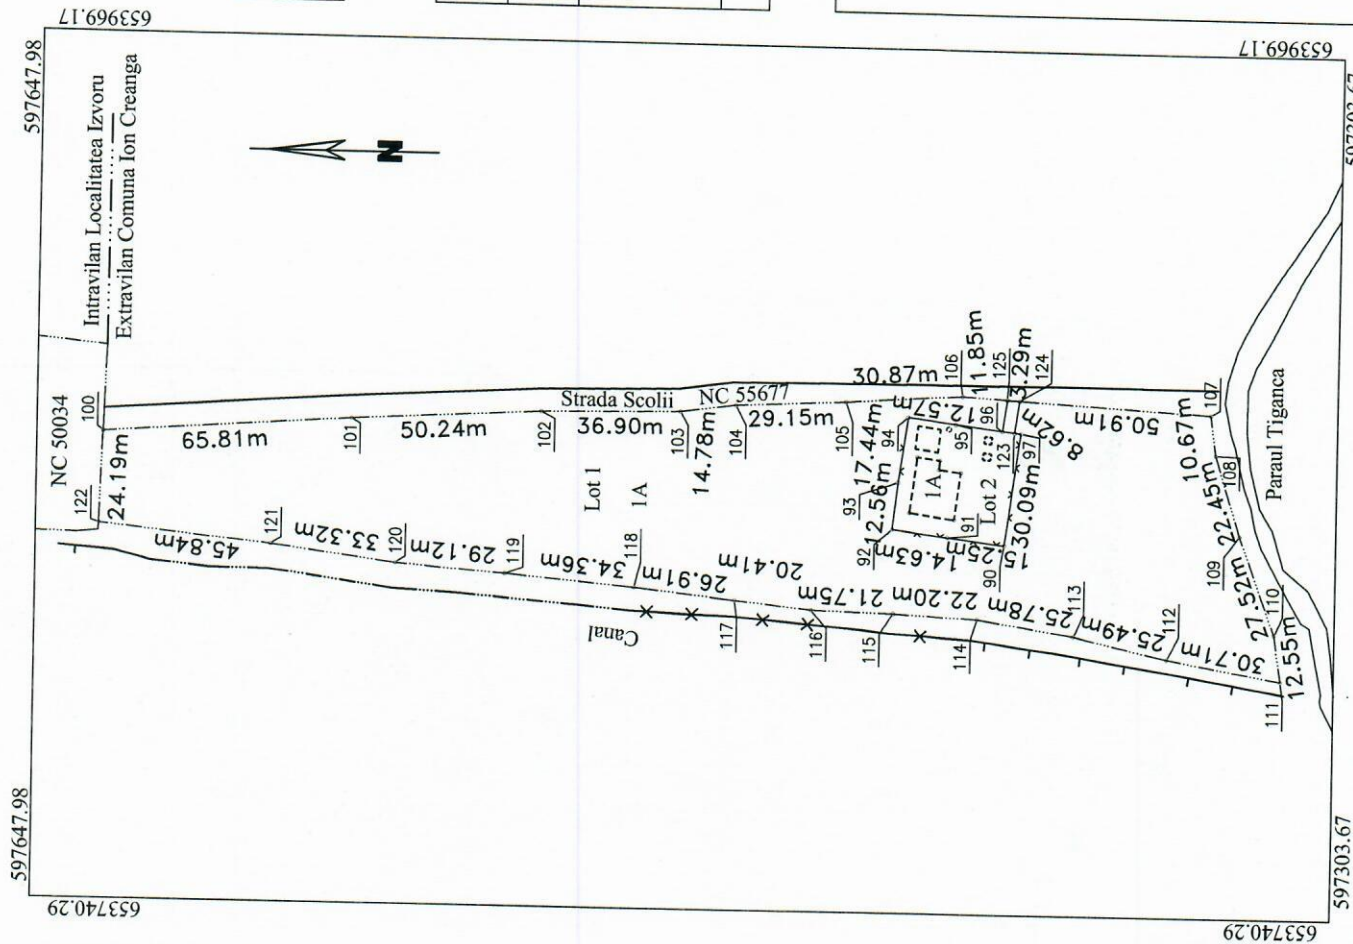 653969.17
653969.17
597647.98
597303.67
Intravilan Localitatea Izvoru
Extravilan Comuna Ion Creanga
N
NC 50034
100
122
24.19m
65.81m
101
50.24m
102
Strada Scolii NC 55677
36.90m
103
14.78m
104
29.15m
105
30.87m
106
11.85m
125
3.29m
124
121
45.84m
120
33.32m
119
29.12m
118
34.36m
Lot 1
1A
26.91m
20.41m
Canal
117
116
21.75m
115
22.20m
114
25.78m
113
25.49m
112
30.71m
111
12.55m
110
27.52m
109
22.45m
108
10.67m
107
50.91m
8.62m
93
17.44m
94
12.57m
95
96
12.56m
92
14.63m
91
1A
Lot 2
123
97
90
15.25m
30.09m
Paraul Tiganca
597647.98
653740.29
597303.67
653740.29